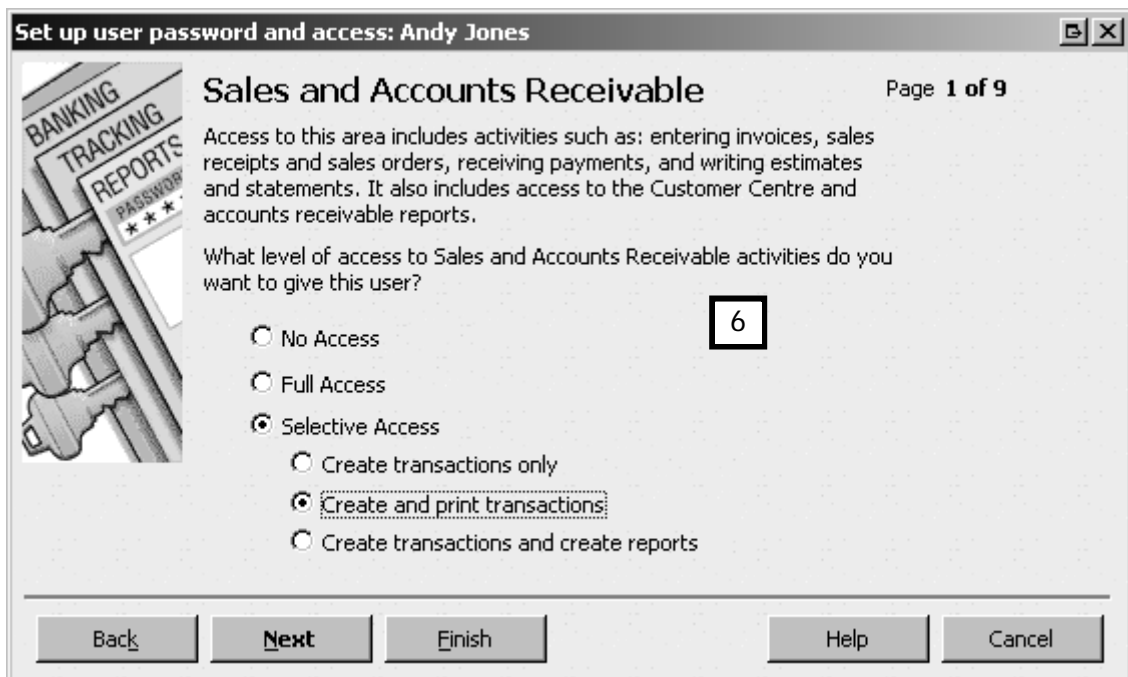 Set up user password and access: Andy Jones
BANKING
TRACKING
REPORTS
PASSWORD
****
Sales and Accounts Receivable
Page 1 of 9
Access to this area includes activities such as: entering invoices, sales
receipts and sales orders, receiving payments, and writing estimates
and statements. It also includes access to the Customer Centre and
accounts receivable reports.
What level of access to Sales and Accounts Receivable activities do you
want to give this user?
6
No Access
Full Access
Selective Access
Create transactions only
Create and print transactions
Create transactions and create reports
Back
Next
Finish
Help
Cancel